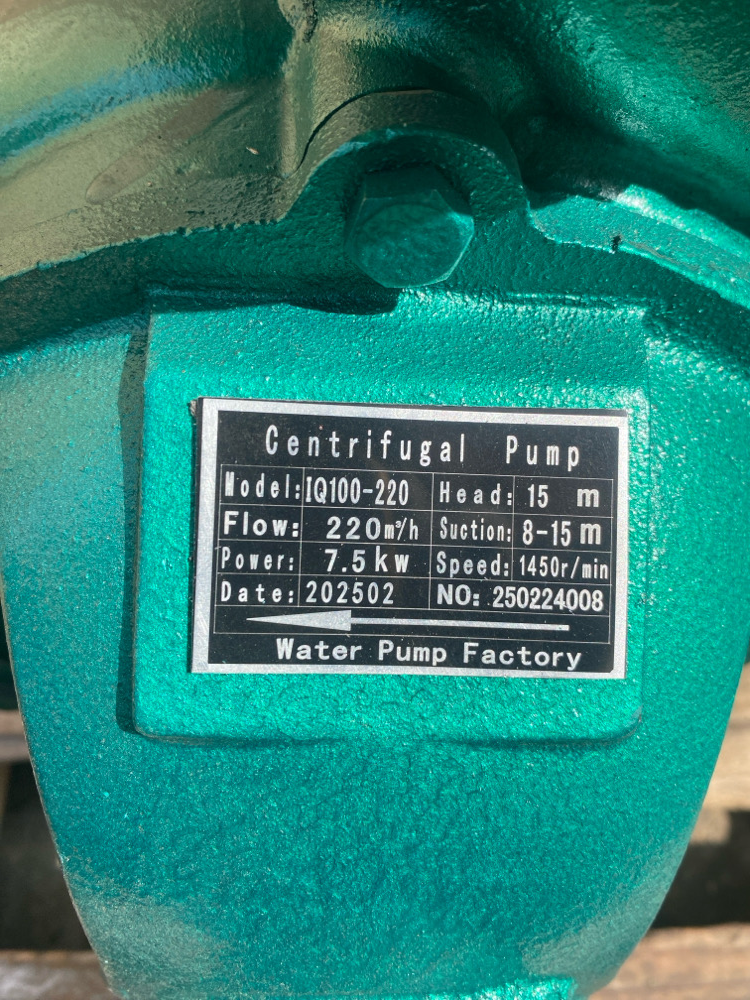 Centrifugal Pump
Model: IQ100-220 Head: 15 m
Flow: 220m³/h Suction: 8-15m
Power: 7.5kw Speed: 1450r/min
Date: 202502 NO: 250224008
Water Pump Factory